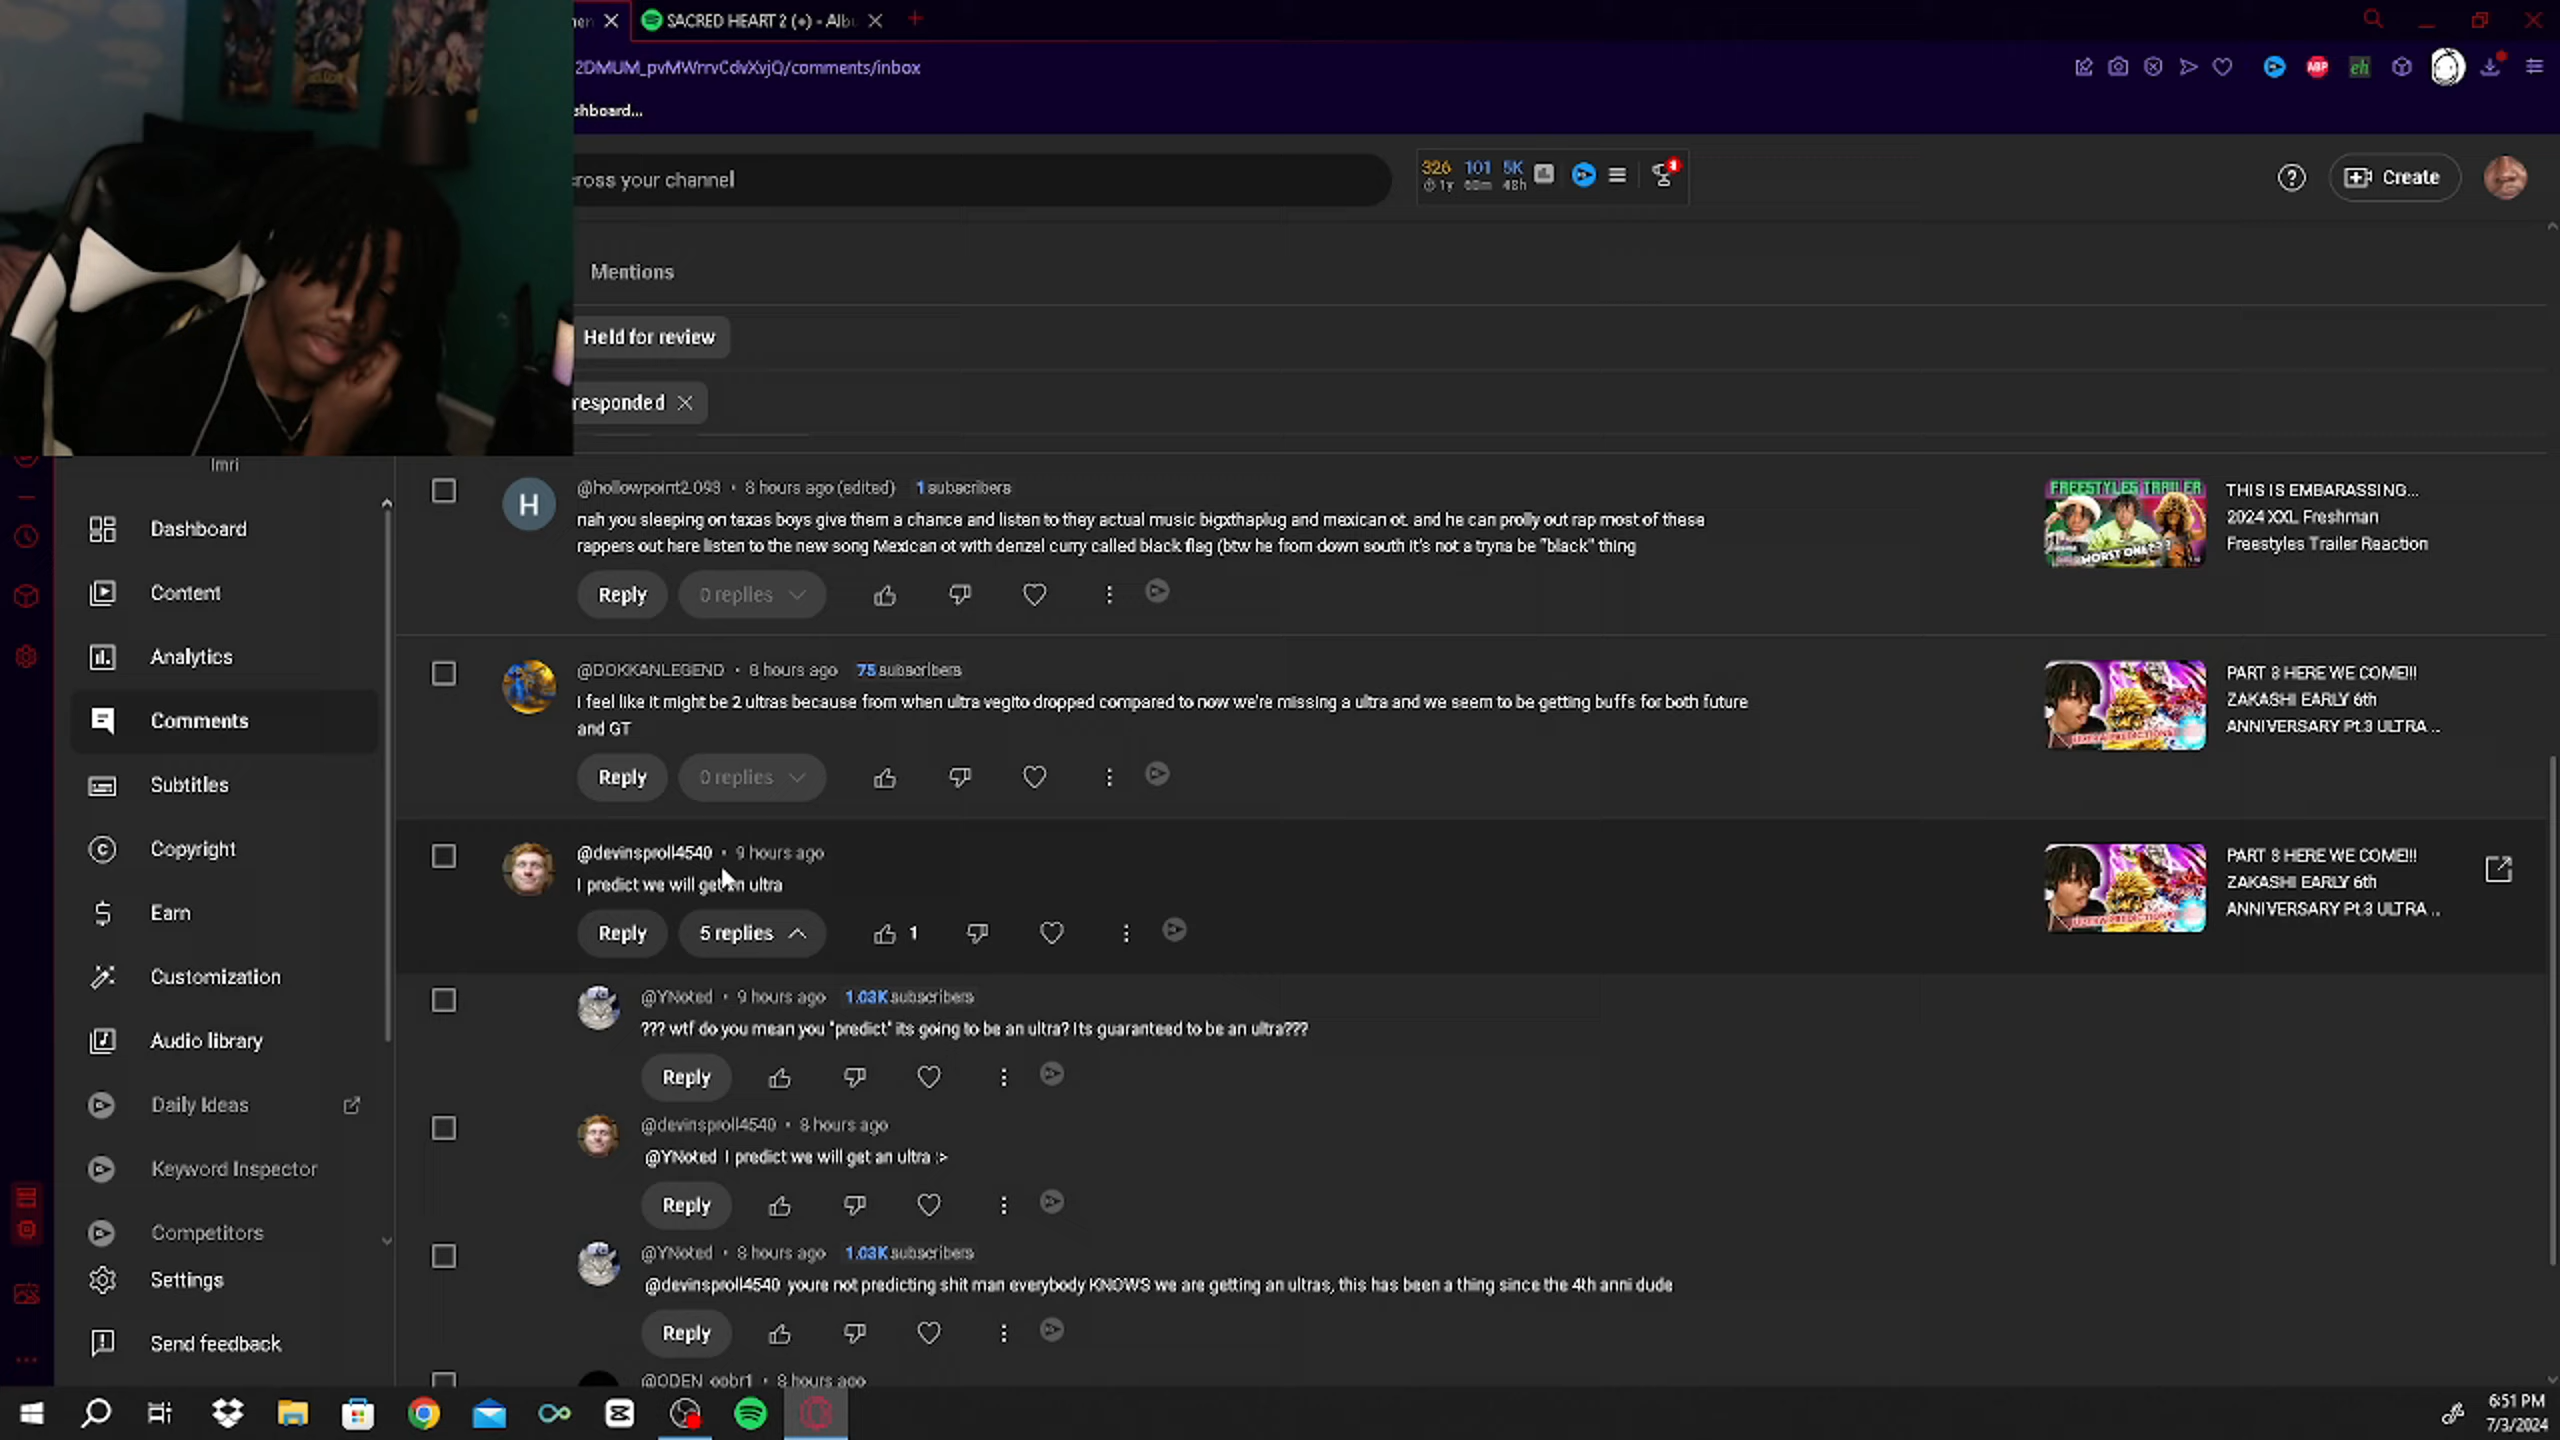 SACRED HEART 2 (+) - Albu
2DMUM_pvMWrrvCdvXvjQ/comments/inbox
shboard...
cross your channel
326 101 5K
1y 60m 48h
Create
Mentions
Held for review
responded
Imri
Dashboard
Content
Analytics
Comments
Subtitles
Copyright
Earn
Customization
Audio library
Daily Ideas
Keyword Inspector
Competitors
Settings
Send feedback
H
@hollowpoint2.093 • 8 hours ago (edited) 1 subscribers
nah you sleeping on texas boys give them a chance and listen to they actual music bigxthaplug and mexican ot. and he can prolly out rap most of these
rappers out here listen to the new song Mexican ot with denzel curry called black flag (btw he from down south it's not a tryna be "black" thing
Reply 0 replies
FREESTYLES TRAILER
WORST ONE???
THIS IS EMBARASSING...
2024 XXL Freshman
Freestyles Trailer Reaction
@DOKKANLEGEND • 8 hours ago 75 subscribers
I feel like it might be 2 ultras because from when ultra vegito dropped compared to now we're missing a ultra and we seem to be getting buffs for both future
and GT
Reply 0 replies
PART 3 HERE WE COME!!!
ZAKASHI EARLY 6th
ANNIVERSARY Pt.3 ULTRA ...
@devinsproll4540 • 9 hours ago
I predict we will get an ultra
Reply 5 replies 1
PART 3 HERE WE COME!!!
ZAKASHI EARLY 6th
ANNIVERSARY Pt.3 ULTRA ...
@YNoted • 9 hours ago 1.03K subscribers
??? wtf do you mean you "predict" its going to be an ultra? Its guaranteed to be an ultra???
Reply
@devinsproll4540 • 8 hours ago
@YNoted I predict we will get an ultra :>
Reply
@YNoted • 8 hours ago 1.03K subscribers
@devinsproll4540 youre not predicting shit man everybody KNOWS we are getting an ultras, this has been a thing since the 4th anni dude
Reply
@ODEN_opbr1 • 8 hours ago
6:51 PM
7/3/2024